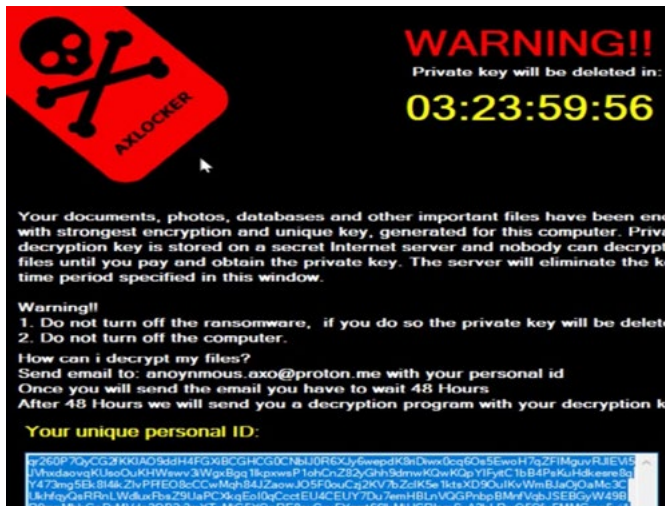 WARNING!!
Private key will be deleted in:
03:23:59:56
AXLOCKER
Your documents, photos, databases and other important files have been
with strongest encryption and unique key, generated for this computer.
decryption key is stored on a secret Internet server and nobody can decrypt
files until you pay and obtain the private key. The server will eliminate the
time period specified in this window.
Warning!!
1. Do not turn off the ransomware, if you do so the private key will be
2. Do not turn off the computer.
How can i decrypt my files?
Send email to: anoynmous.axo@proton.me with your personal id
Once you will send the email you have to wait 48 Hours
After 48 Hours we will send you a decryption program with your decryption
Your unique personal ID: